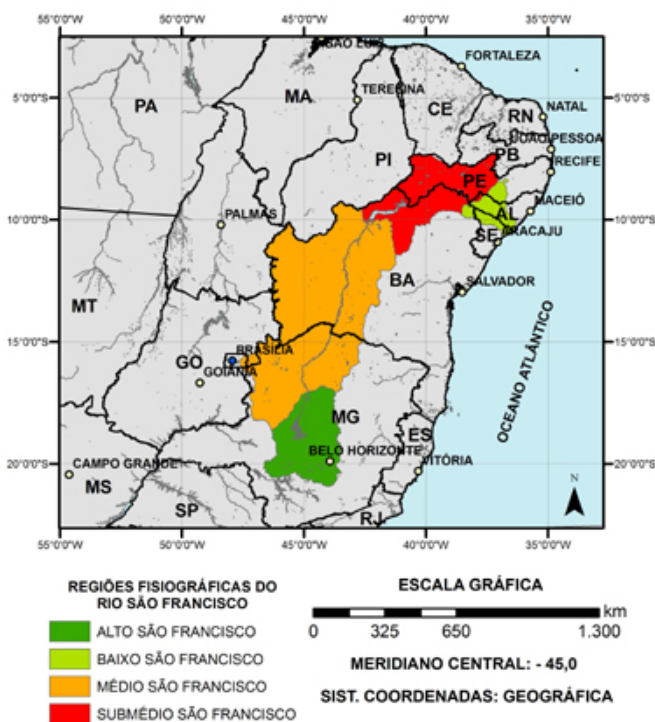 55°0'0"W 50°0'0"W 45°0'0"W 40°0'0"W 35°0'0"W
SÃO LUÍS
FORTALEZA
TERESINA
MA
CE
PA
5°0'0"S
5°0'0"S
RN
NATAL
JOÃO PESSOA
PI
PB
RECIFE
PE
MACEIÓ
PALMAS
AL
10°0'0"S
10°0'0"S
SE
ARACAJU
BA
SALVADOR
MT
15°0'0"S
15°0'0"S
BRASÍLIA
GO
GOIÂNIA
OCEANO ATLÂNTICO
MG
ES
BELO HORIZONTE
VITÓRIA
20°0'0"S
20°0'0"S
CAMPO GRANDE
MS
SP
RJ
N
55°0'0"W 50°0'0"W 45°0'0"W 40°0'0"W 35°0'0"W
REGIÕES FISIOGRÁFICAS DO
RIO SÃO FRANCISCO
ALTO SÃO FRANCISCO
BAIXO SÃO FRANCISCO
MÉDIO SÃO FRANCISCO
SUBMÉDIO SÃO FRANCISCO
ESCALA GRÁFICA
km
0 325 650 1.300
MERIDIANO CENTRAL: - 45,0
SIST. COORDENADAS: GEOGRÁFICA